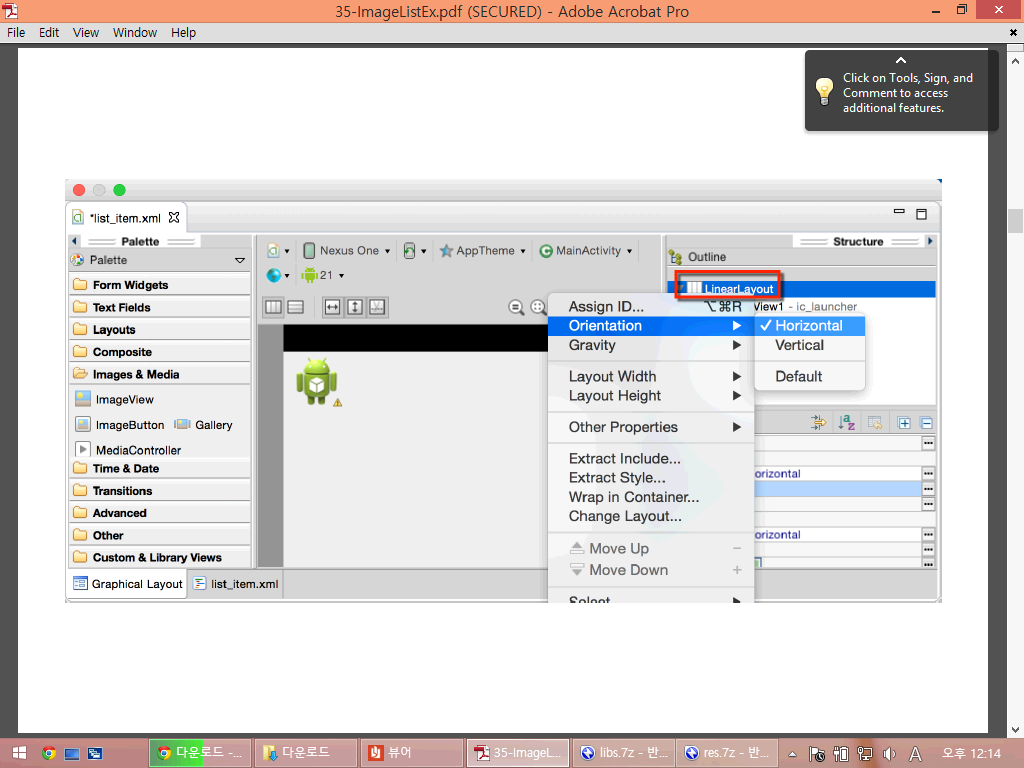 35-ImageListEx.pdf (SECURED) - Adobe Acrobat Pro
File Edit View Window Help
Click on Tools, Sign, and
Comment to access
additional features.
*list_item.xml
Palette
Palette
Form Widgets
Text Fields
Layouts
Composite
Images & Media
ImageView
ImageButton Gallery
MediaController
Time & Date
Transitions
Advanced
Other
Custom & Library Views
Graphical Layout list_item.xml
Nexus One AppTheme MainActivity
21
Structure
Outline
LinearLayout
View1 - ic_launcher
Assign ID... ⌥⌘R
Orientation
Gravity
Layout Width
Layout Height
Other Properties
Extract Include...
Extract Style...
Wrap in Container...
Change Layout...
Move Up −
Move Down +
Select
✓ Horizontal
Vertical
Default
orizontal
orizontal
다운로드 -...
다운로드
뷰어
35-ImageL...
libs.7z - 반...
res.7z - 반...
A
오후 12:14